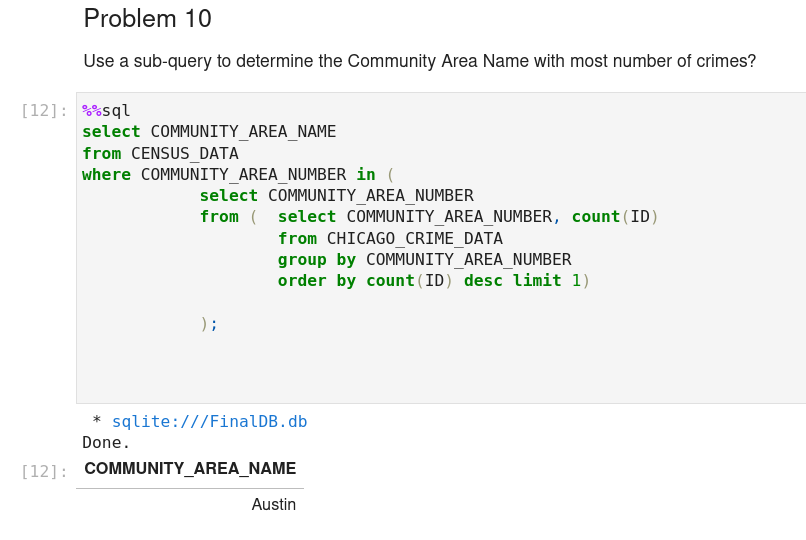 Problem 10
Use a sub-query to determine the Community Area Name with most number of crimes?
[12]: %%sql
select COMMUNITY_AREA_NAME
from CENSUS_DATA
where COMMUNITY_AREA_NUMBER in (
select COMMUNITY_AREA_NUMBER
from ( select COMMUNITY_AREA_NUMBER, count(ID)
from CHICAGO_CRIME_DATA
group by COMMUNITY_AREA_NUMBER
order by count(ID) desc limit 1)
);
* sqlite:///FinalDB.db
Done.
[12]: COMMUNITY_AREA_NAME
Austin